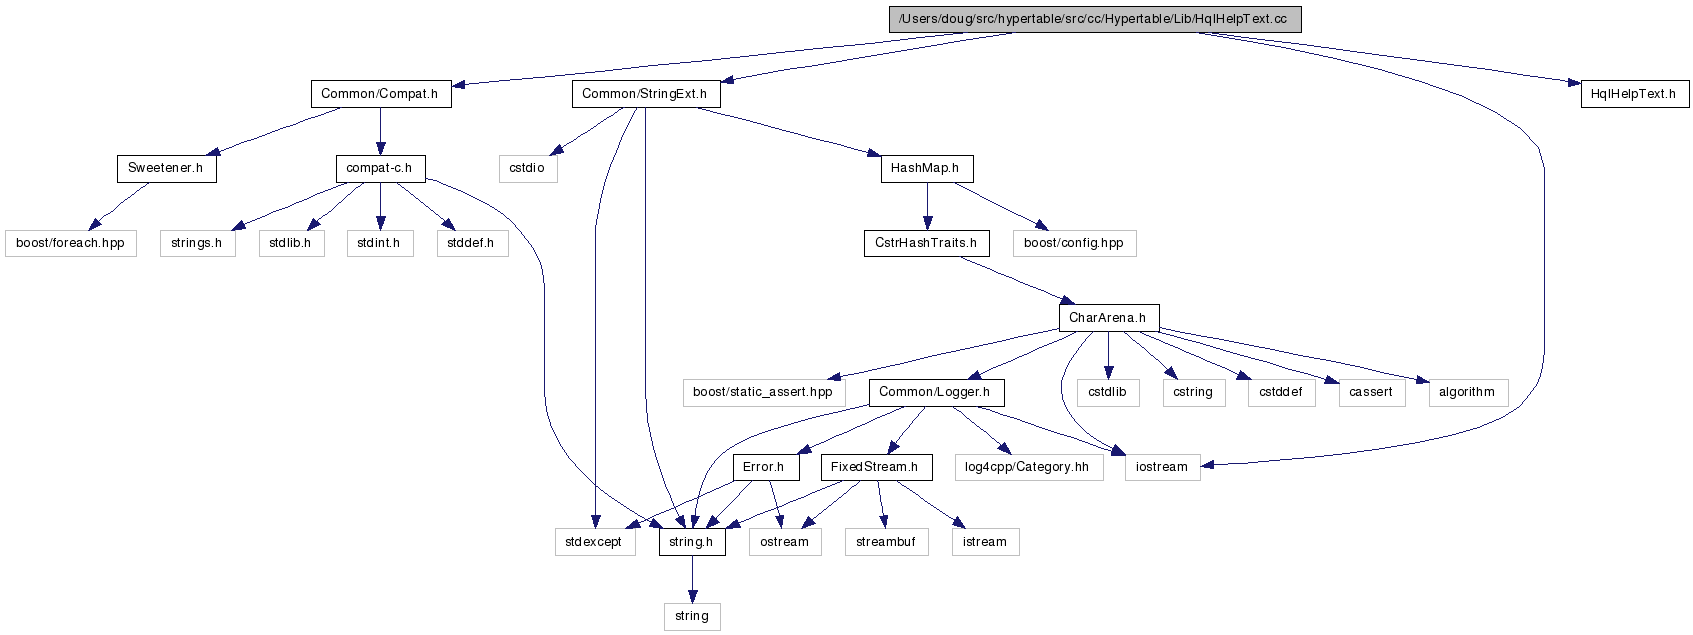 /Users/doug/src/hypertable/src/cc/Hypertable/Lib/HqlHelpText.cc
Common/Compat.h
Common/StringExt.h
HqlHelpText.h
Sweetener.h
compat-c.h
cstdio
HashMap.h
boost/foreach.hpp
strings.h
stdlib.h
stdint.h
stddef.h
CstrHashTraits.h
boost/config.hpp
CharArena.h
boost/static_assert.hpp
Common/Logger.h
cstdlib
cstring
cstddef
cassert
algorithm
Error.h
FixedStream.h
log4cpp/Category.hh
iostream
stdexcept
string.h
ostream
streambuf
istream
string